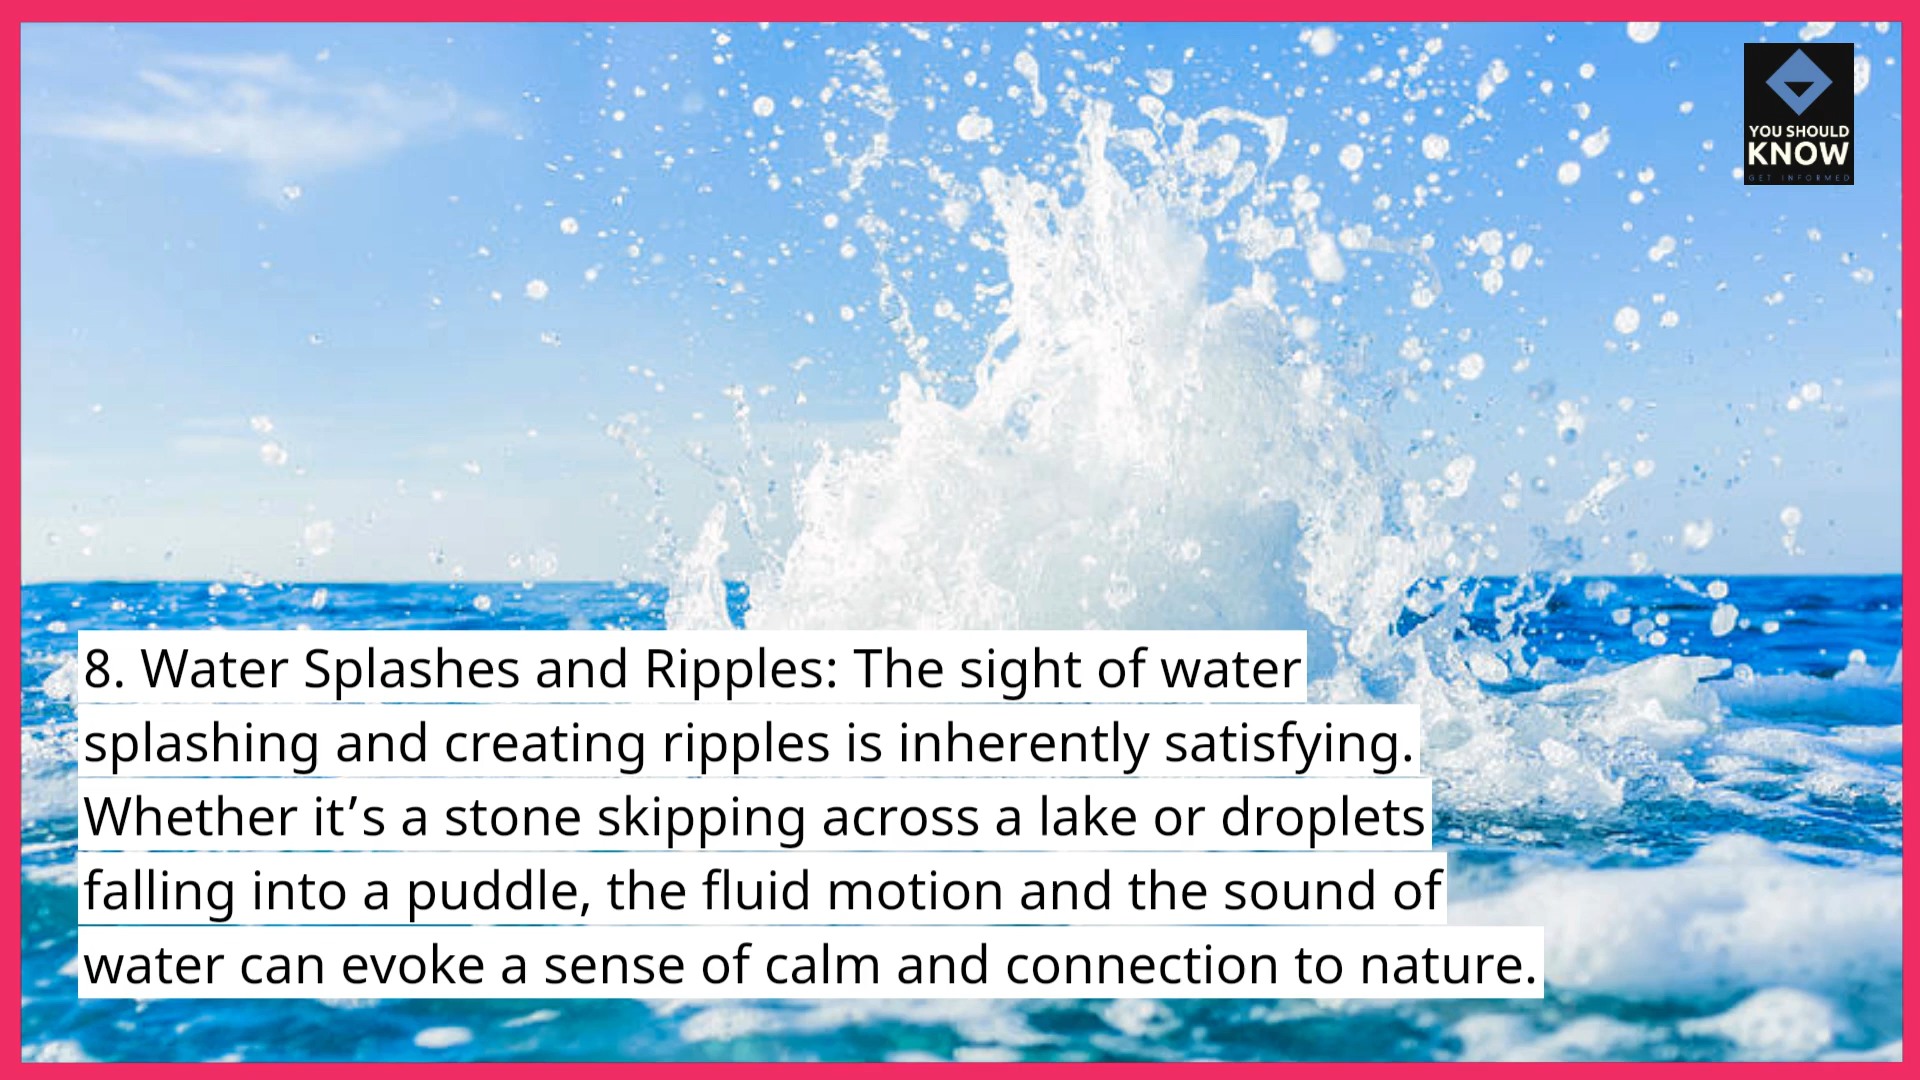 YOU SHOULD
KNOW
GET INFORMED
8. Water Splashes and Ripples: The sight of water
splashing and creating ripples is inherently satisfying.
Whether it’s a stone skipping across a lake or droplets
falling into a puddle, the fluid motion and the sound of
water can evoke a sense of calm and connection to nature.